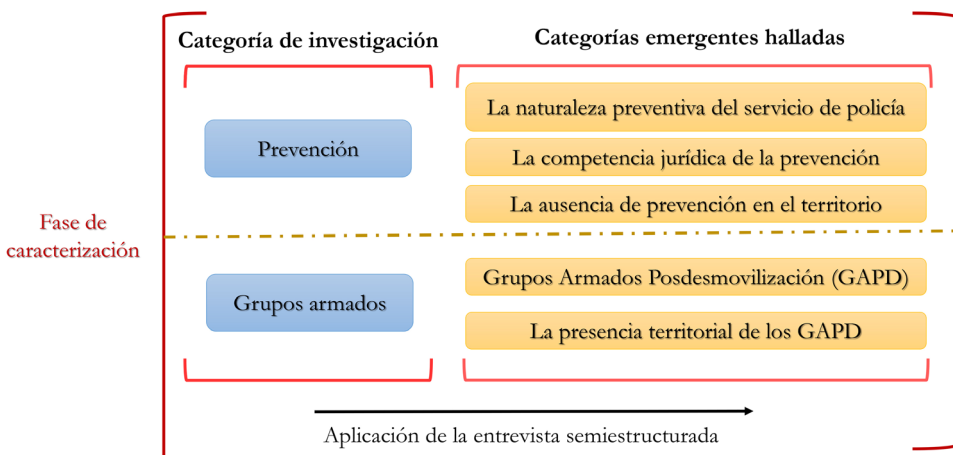 Categoría de investigación
Categorías emergentes halladas
La naturaleza preventiva del servicio de policía
Prevención
La competencia jurídica de la prevención
La ausencia de prevención en el territorio
Fase de
caracterización
Grupos armados
Grupos Armados Posdesmovilización (GAPD)
La presencia territorial de los GAPD
Aplicación de la entrevista semiestructurada